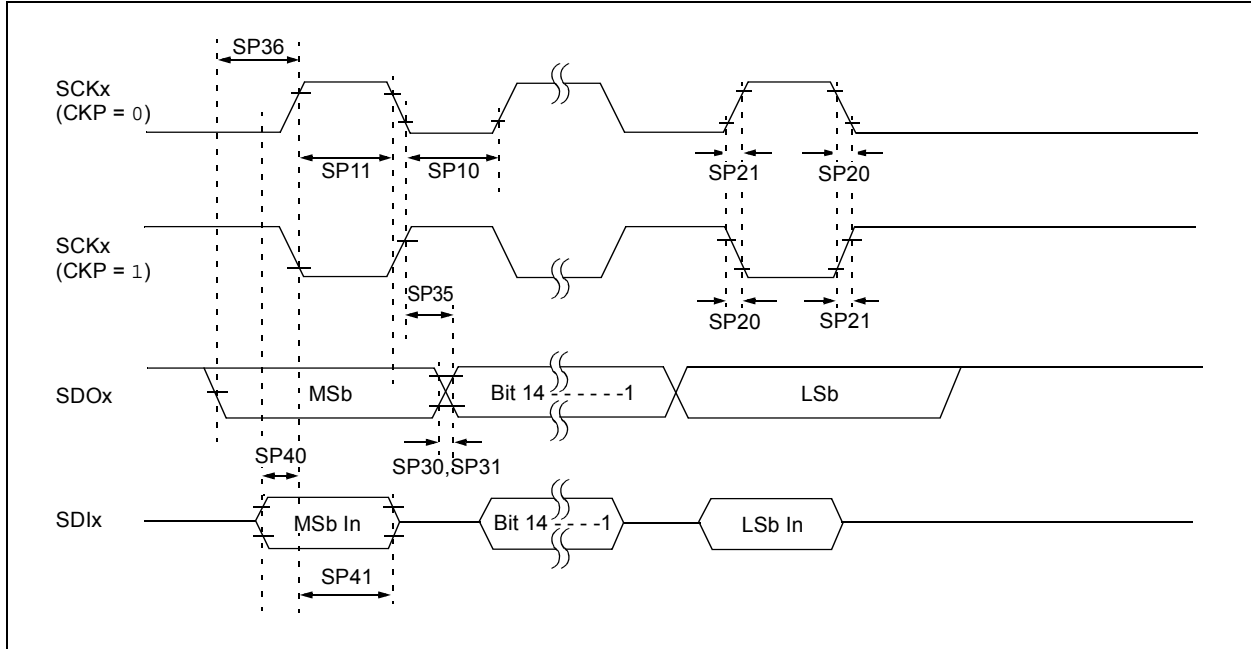 SP36
SCKx
(CKP = 0)
SP11
SP10
SP21
SP20
SCKx
(CKP = 1)
SP35
SP20
SP21
SDOx
MSb
Bit 14 - - - - - -1
LSb
SP40
SP30,SP31
SDIx
MSb In
Bit 14 - - - -1
LSb In
SP41